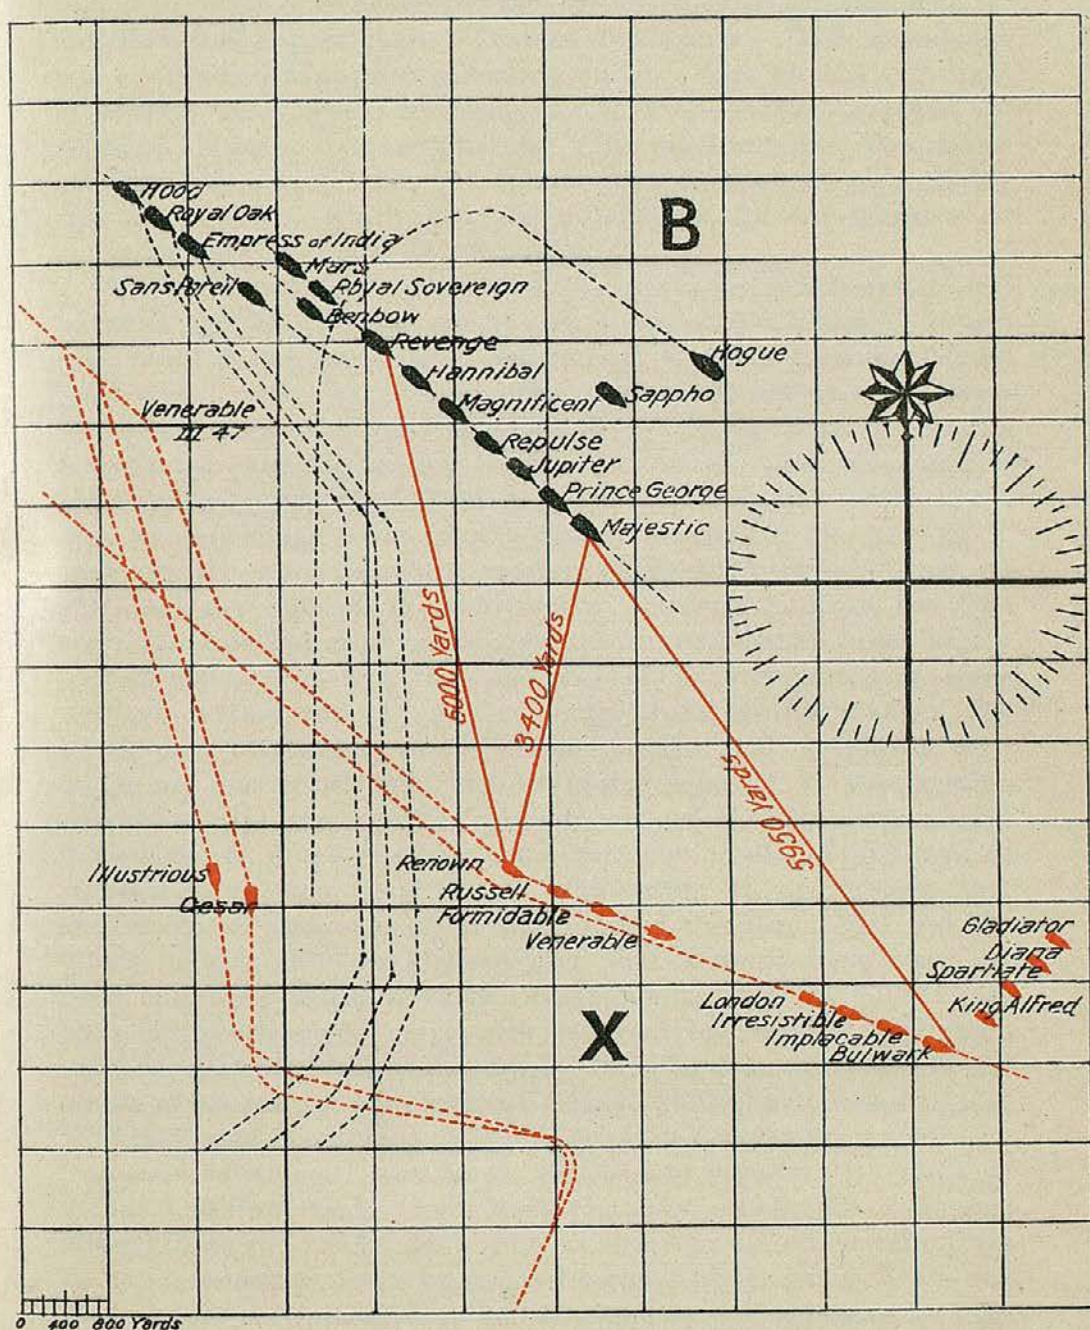 B
Hood
Royal Oak
Empress of India
Mars
Sans Pareil
Royal Sovereign
Benbow
Revenge
Hogue
Hannibal
Sappho
Magnificent
Venerable
III 47
Repulse
Jupiter
Prince George
Majestic
5000 Yards
3400 Yards
5950 Yards
Renown
Illustrious
Russell
Caesar
Formidable
Venerable
Gladiator
Diana
Spartiate
London
King Alfred
Irresistible
X
Implacable
Bulwark
0 400 800 Yards